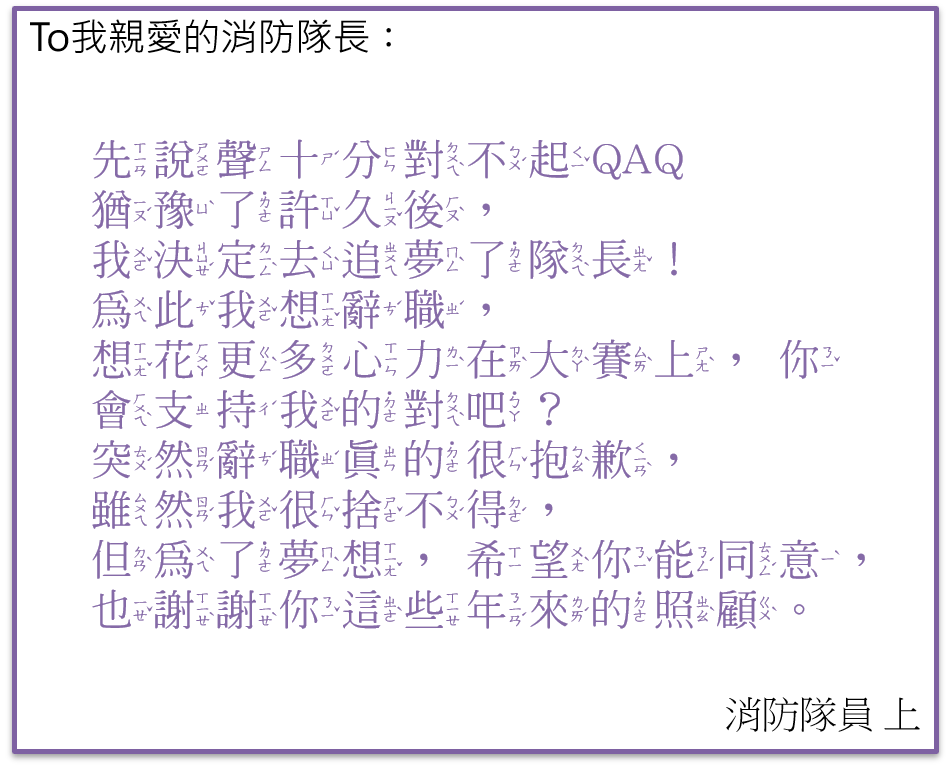 To我親愛的消防隊長：
先說聲十分對不起QAQ
猶豫了許久後，
我決定去追夢了隊長！
為此我想辭職，
想花更多心力在大賽上， 你
會支持我的對吧？
突然辭職真的很抱歉，
雖然我很捨不得，
但為了夢想， 希望你能同意，
也謝謝你這些年來的照顧。
消防隊員 上